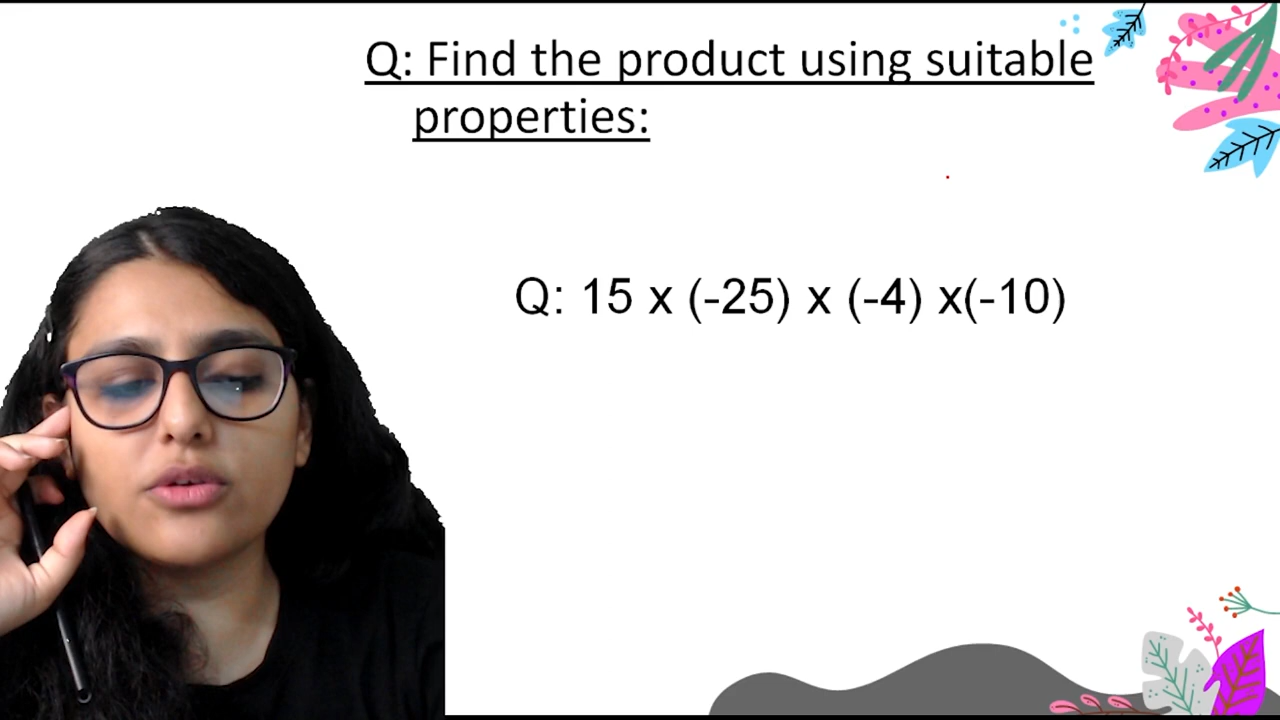 Q: Find the product using suitable
properties:
Q: 15 x (-25) x (-4) x(-10)